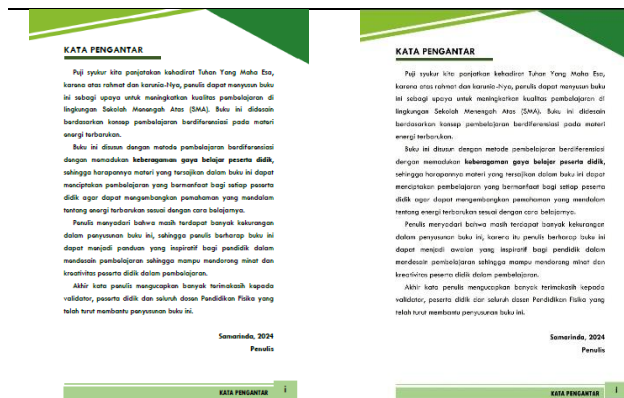 KATA PENGANTAR
Puji syukur kita panjatakan kehadirat Tuhan Yang Maha Esa,
karena atas rahmat dan karunia-Nya, penulis dapat menyusun buku
ini sebagi upaya untuk meningkatkan kualitas pembelajaran di
lingkungan Sekolah Menengah Atas (SMA). Buku ini didesain
berdasarkan konsep pembelajaran berdiferensiasi pada materi
energi terbarukan.
Buku ini disusun dengan metode pembelajaran berdiferensiasi
dengan memadukan keberagaman gaya belajar peserta didik,
sehingga harapannya materi yang tersajikan dalam buku ini dapat
menciptakan pembelajaran yang bermanfaat bagi setiap peserta
didik agar dapat mengembangkan pemahaman yang mendalam
tentang energi terbarukan sesuai dengan cara belajarnya.
Penulis menyadari bahwa masih terdapat banyak kekurangan
dalam penyusunan buku ini, sehingga penulis berharap buku ini
dapat menjadi panduan yang inspiratif bagi pendidik dalam
mendesain pembelajaran sehingga mampu mendorong minat dan
kreativitas peserta didik dalam pembelajaran.
Akhir kata penulis mengucapkan banyak terimakasih kepada
validator, peserta didik dan seluruh dosen Pendidikan Fisika yang
telah turut membantu penyusunan buku ini.
Samarinda, 2024
Penulis
KATA PENGANTAR i
KATA PENGANTAR
Puji syukur kita panjatkan kehadirat Tuhan Yang Maha Esa,
karena atas rahmat dan karunia-Nya, penulis dapat menyusun buku
ini sebagai upaya untuk meningkatkan kualitas pembelajaran di
lingkungan Sekolah Menengah Atas (SMA). Buku ini didesain
berdasarkan konsep pembelajaran berdiferensiasi pada materi
energi terbarukan.
Buku ini disusun dengan metode pembelajaran berdiferensiasi
dengan memadukan keberagaman gaya belajar peserta didik,
sehingga harapannya materi yang tersajikan dalam buku ini dapat
menciptakan pembelajaran yang bermanfaat bagi setiap peserta
didik agar dapat mengembangkan pemahaman yang mendalam
tentang energi terbarukan sesuai dengan cara belajarnya.
Penulis menyadari bahwa masih terdapat banyak kekurangan
dalam penyusunan buku ini, karena itu penulis berharap buku ini
dapat menjadi awalan yang inspiratif bagi pendidik dalam
mendesain pembelajaran sehingga mampu mendorong minat dan
kreativitas peserta didik dalam pembelajaran.
Akhir kata penulis mengucapkan banyak terimakasih kepada
validator, peserta didik dan seluruh dosen Pendidikan Fisika yang
telah turut membantu penyusunan buku ini.
Samarinda, 2024
Penulis
KATA PENGANTAR i